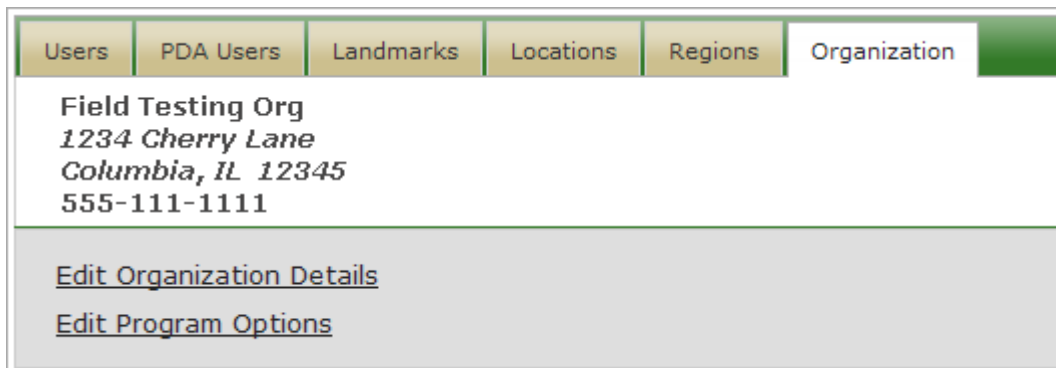 Users PDA Users Landmarks Locations Regions Organization
Field Testing Org
1234 Cherry Lane
Columbia, IL 12345
555-111-1111
Edit Organization Details
Edit Program Options